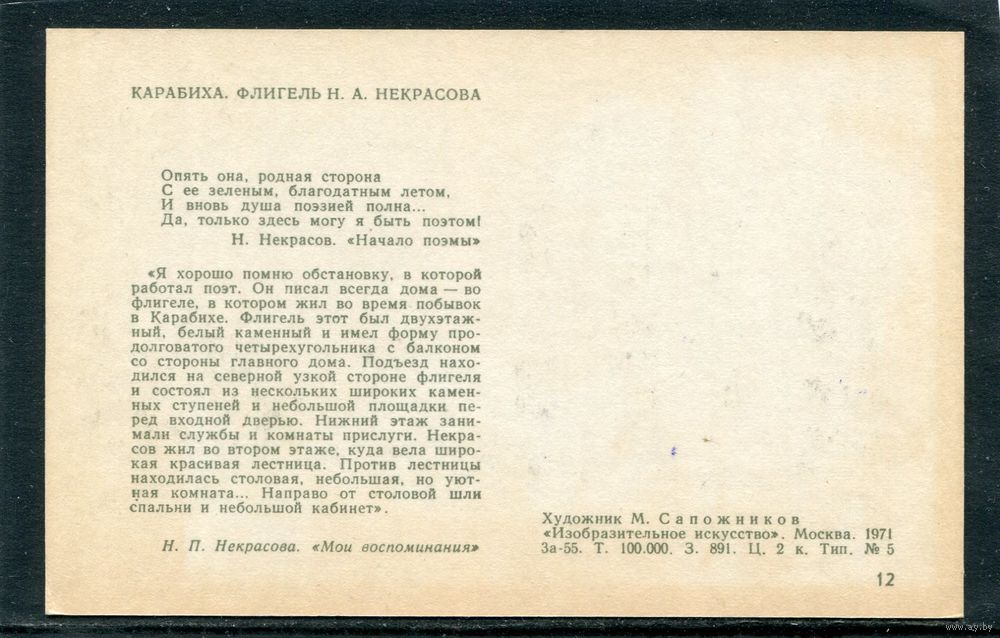 КАРАБИХА. ФЛИГЕЛЬ Н. А. НЕКРАСОВА
Опять она, родная сторона
С ее зеленым, благодатным летом,
И вновь душа поэзией полна...
Да, только здесь могу я быть поэтом!
Н. Некрасов. «Начало поэмы»
«Я хорошо помню обстановку, в которой
работал поэт. Он писал всегда дома — во
флигеле, в котором жил во время побывок
в Карабихе. Флигель этот был двухэтаж-
ный, белый каменный и имел форму про-
долговатого четырехугольника с балконом
со стороны главного дома. Подъезд нахо-
дился на северной узкой стороне флигеля
и состоял из нескольких широких камен-
ных ступеней и небольшой площадки пе-
ред входной дверью. Нижний этаж зани-
мали службы и комнаты прислуги. Некра-
сов жил во втором этаже, куда вела широ-
кая красивая лестница. Против лестницы
находилась столовая, небольшая, но уют-
ная комната... Направо от столовой шли
спальни и небольшой кабинет».
Н. П. Некрасова. «Мои воспоминания»
Художник М. Сапожников
«Изобразительное искусство». Москва. 1971
За-55. Т. 100.000. З. 891. Ц. 2 к. Тип. № 5
12
www.ay.by